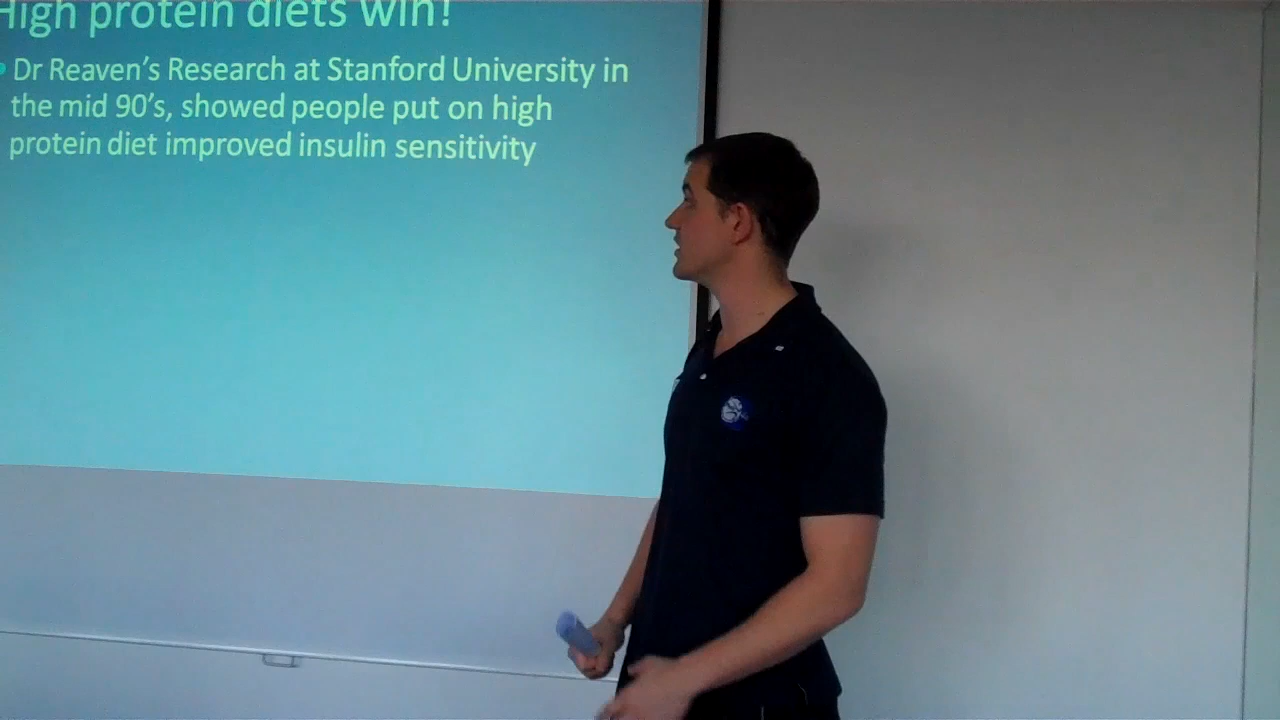 High protein diets win!
• Dr Reaven's Research at Stanford University in
the mid 90's, showed people put on high
protein diet improved insulin sensitivity